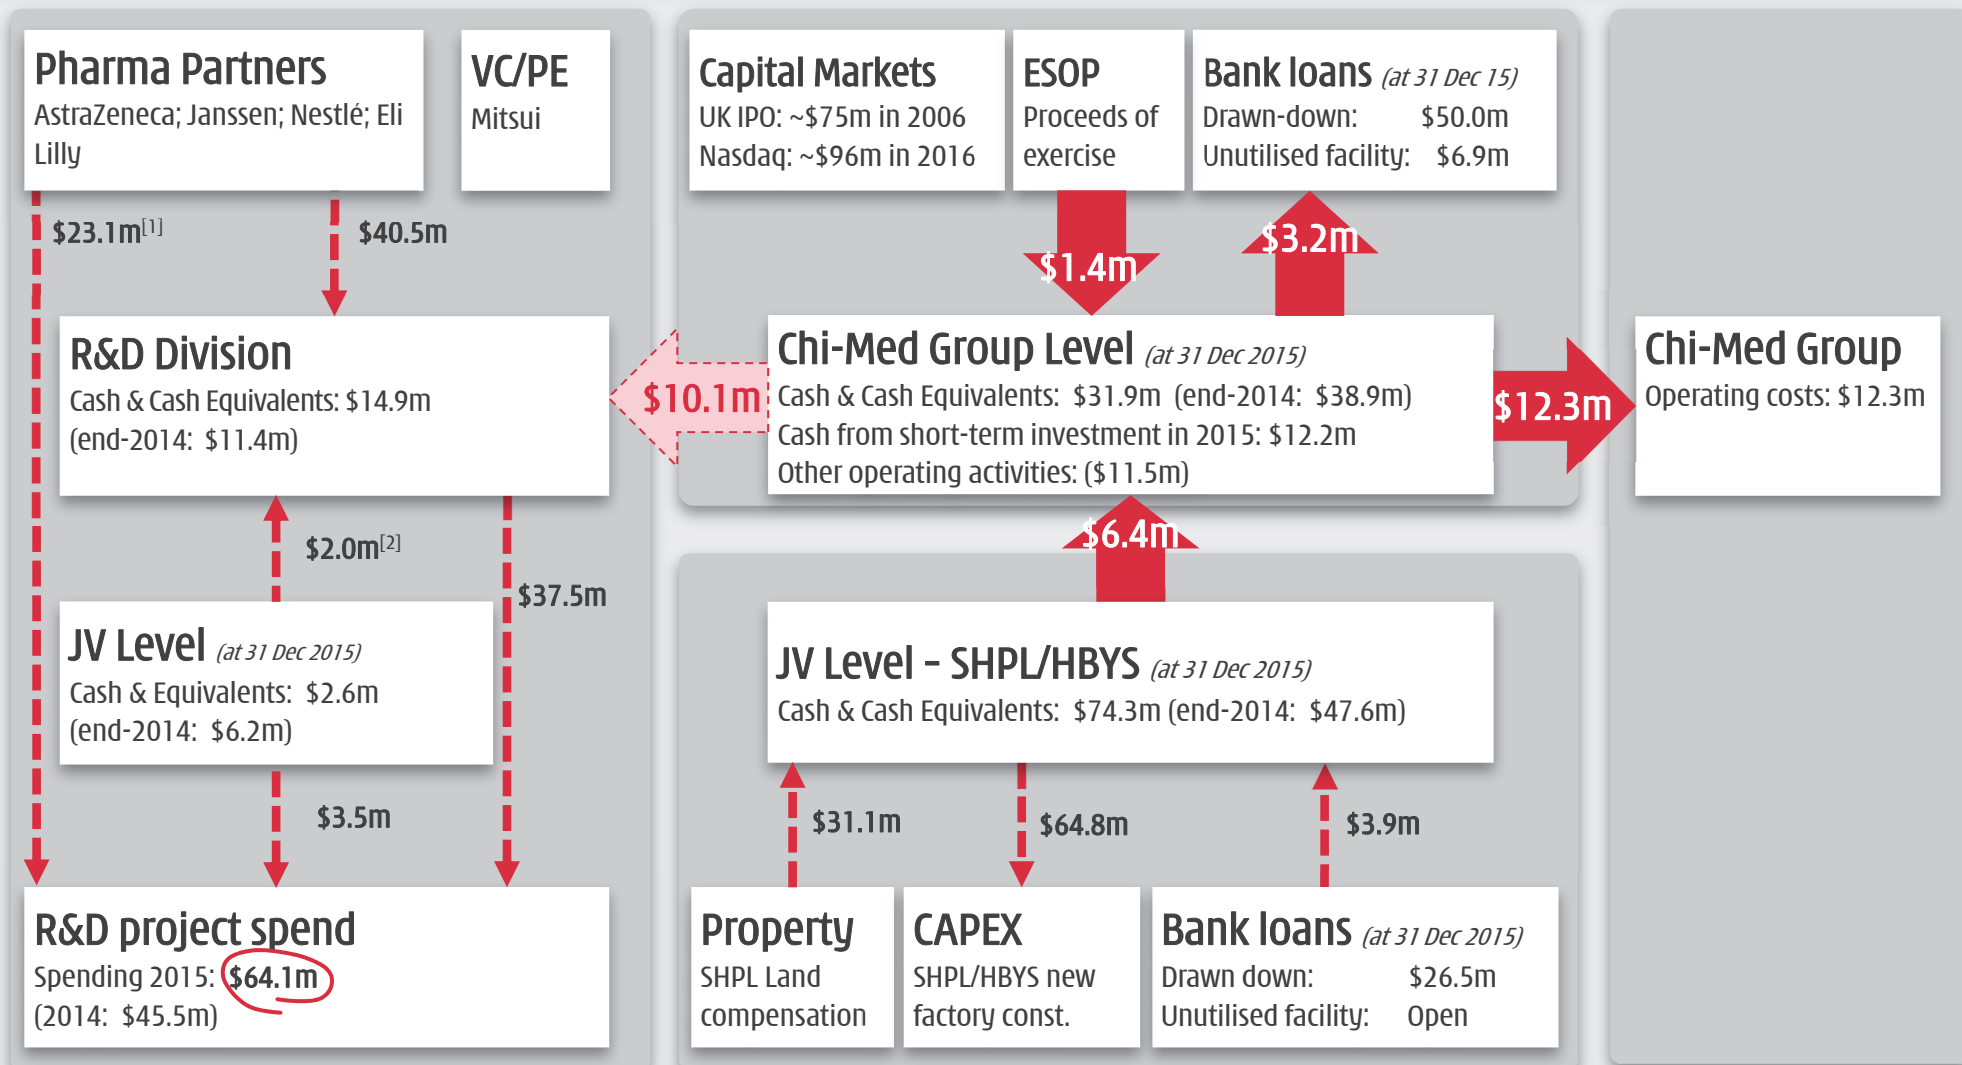 Pharma Partners
AstraZeneca; Janssen; Nestlé; Eli
Lilly
VC/PE
Mitsui
$23.1m[1]
$40.5m
R&D Division
Cash & Cash Equivalents: $14.9m
(end-2014: $11.4m)
$2.0m[2]
$37.5m
JV Level (at 31 Dec 2015)
Cash & Equivalents: $2.6m
(end-2014: $6.2m)
$3.5m
R&D project spend
Spending 2015: $64.1m
(2014: $45.5m)
Capital Markets
UK IPO: ~$75m in 2006
Nasdaq: ~$96m in 2016
ESOP
Proceeds of
exercise
Bank loans (at 31 Dec 15)
Drawn-down: $50.0m
Unutilised facility: $6.9m
$1.4m
$3.2m
$10.1m
Chi-Med Group Level (at 31 Dec 2015)
Cash & Cash Equivalents: $31.9m (end-2014: $38.9m)
Cash from short-term investment in 2015: $12.2m
Other operating activities: ($11.5m)
$12.3m
Chi-Med Group
Operating costs: $12.3m
$6.4m
JV Level – SHPL/HBYS (at 31 Dec 2015)
Cash & Cash Equivalents: $74.3m (end-2014: $47.6m)
$31.1m
$64.8m
$3.9m
Property
SHPL Land
compensation
CAPEX
SHPL/HBYS new
factory const.
Bank loans (at 31 Dec 2015)
Drawn down: $26.5m
Unutilised facility: Open